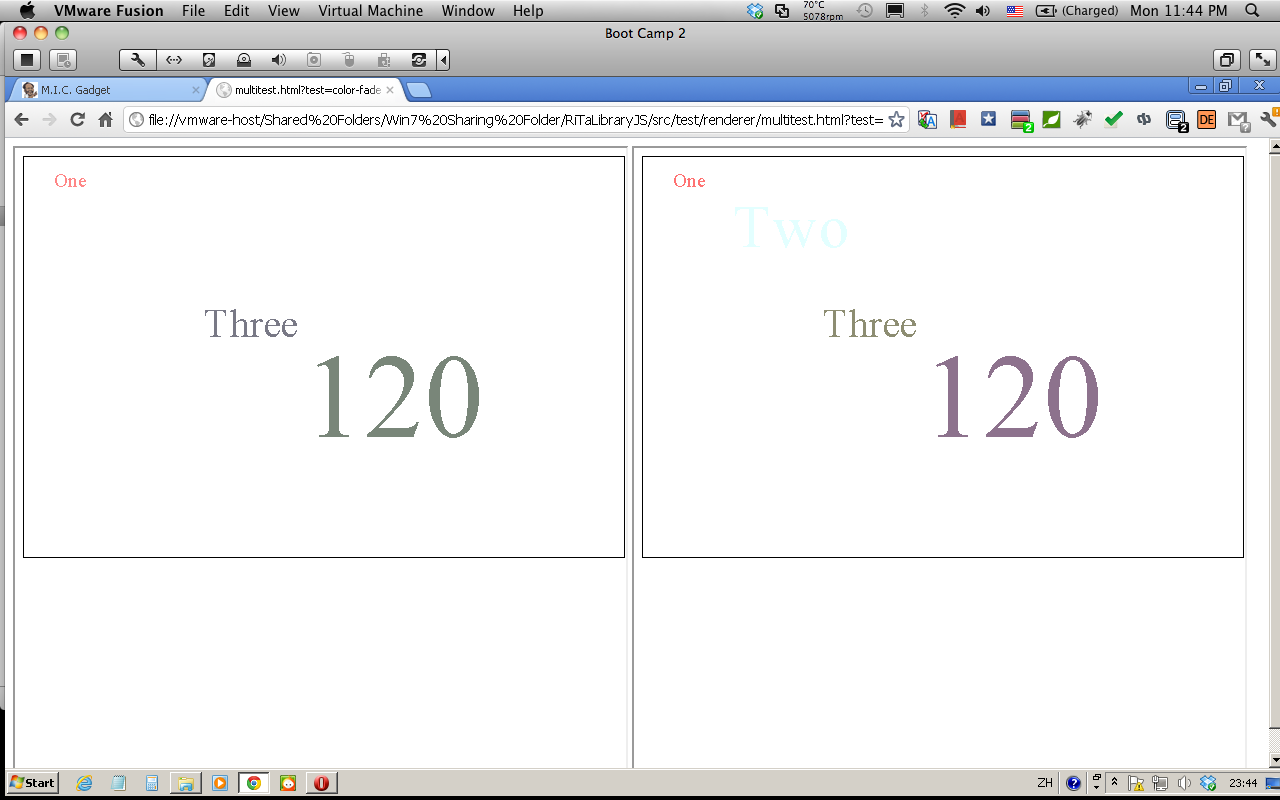 VMware Fusion File Edit View Virtual Machine Window Help 70°C 5078rpm (Charged) Mon 11:44 PM
Boot Camp 2
M.I.C. Gadget multitest.html?test=color-fade
file://vmware-host/Shared%20Folders/Win7%20Sharing%20Folder/RiTaLibraryJS/src/test/renderer/multitest.html?test= 2 2 DE
One
Three
120
One
Two
Three
120
Start ZH 23:44